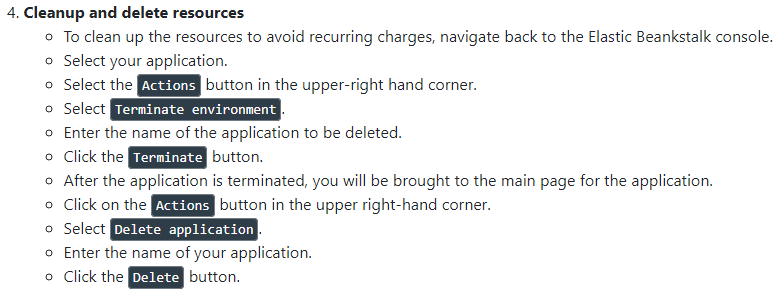 4. Cleanup and delete resources
To clean up the resources to avoid recurring charges, navigate back to the Elastic Beankstalk console.
Select your application.
Select the Actions button in the upper-right hand corner.
Select Terminate environment.
Enter the name of the application to be deleted.
Click the Terminate button.
After the application is terminated, you will be brought to the main page for the application.
Click on the Actions button in the upper right-hand corner.
Select Delete application.
Enter the name of your application.
Click the Delete button.